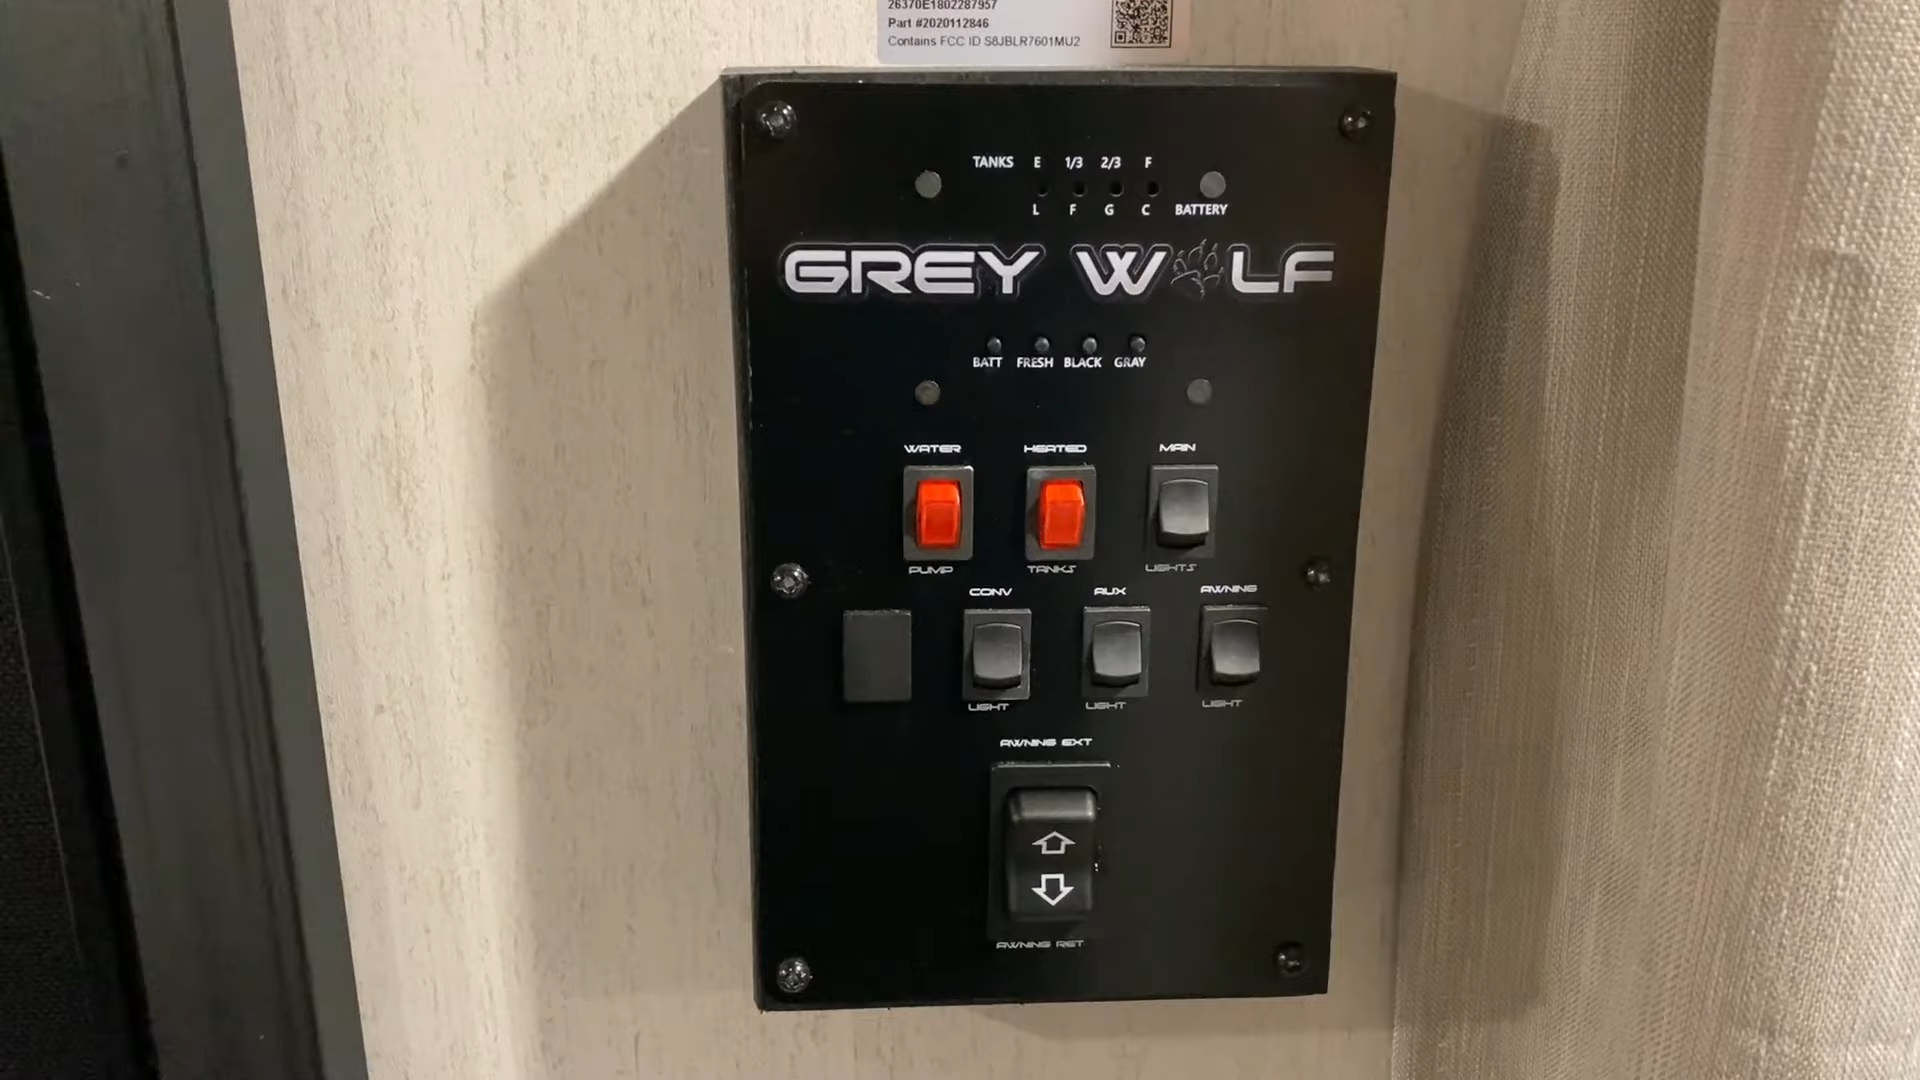 26370E1802287957
Part #2020112846
Contains FCC ID S8JBLR7601MU2
TANKS E 1/3 2/3 F
L F G C BATTERY
GREY WOLF
BATT FRESH BLACK GRAY
WATER HEATED MAIN
PUMP TANKS LIGHTS
CONV AUX AWNING
LIGHT LIGHT LIGHT
AWNING EXT
AWNING RET